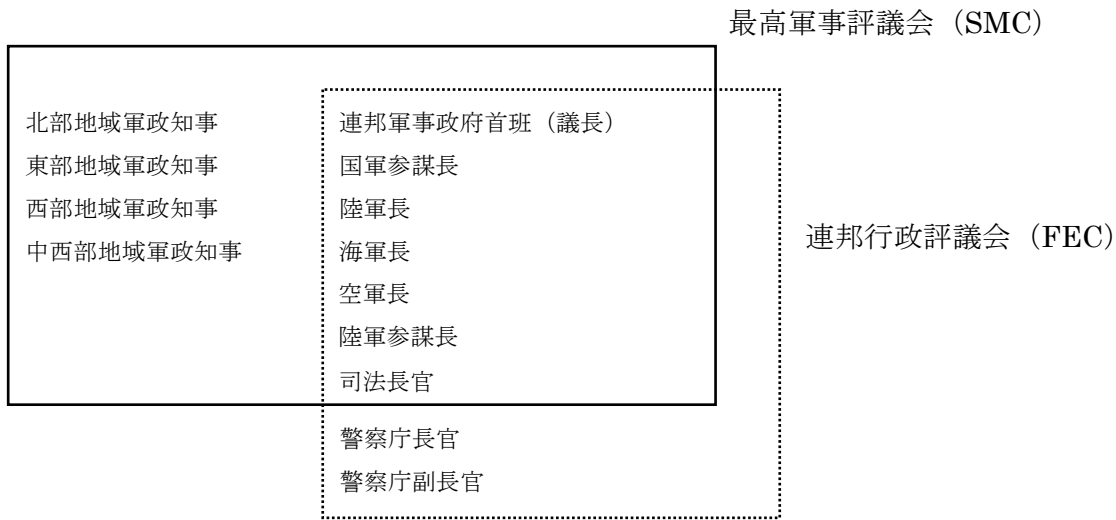 最高軍事評議会（SMC）
北部地域軍政知事
東部地域軍政知事
西部地域軍政知事
中西部地域軍政知事
連邦軍事政府首班（議長）
国軍参謀長
陸軍長
海軍長
空軍長
陸軍参謀長
司法長官
警察庁長官
警察庁副長官
連邦行政評議会（FEC）